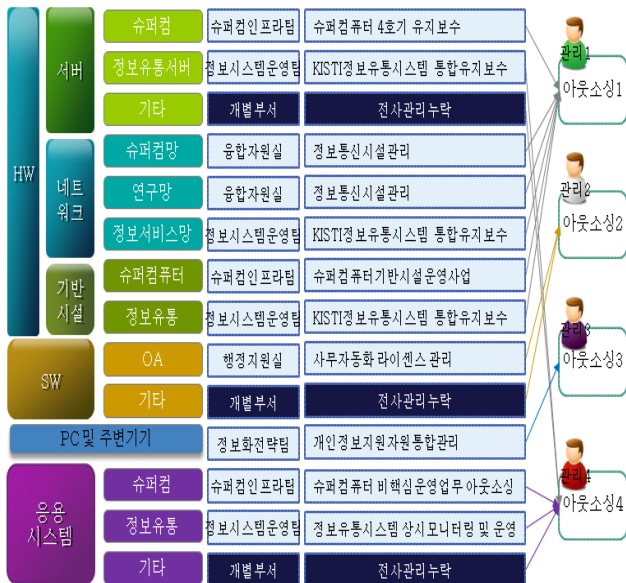 HW
서버
슈퍼컴
슈퍼컴인프라팀
슈퍼컴퓨터 4호기 유지보수
정보유통서버
정보시스템운영팀
KISTI정보유통시스템 통합유지보수
기타
개별부서
전사관리누락
네트
워크
슈퍼컴망
융합자원실
정보통신시설관리
연구망
융합자원실
정보통신시설관리
정보서비스망
정보시스템운영팀
KISTI정보유통시스템 통합유지보수
기반
시설
슈퍼컴퓨터
슈퍼컴인프라팀
슈퍼컴퓨터기반시설운영사업
정보유통
정보시스템운영팀
KISTI정보유통시스템 통합유지보수
SW
OA
행정지원실
사무자동화 라이센스 관리
기타
개별부서
전사관리누락
PC 및 주변기기
정보화전략팀
개인정보지원자원통합관리
응용
시스템
슈퍼컴
슈퍼컴인프라팀
슈퍼컴퓨터 비핵심운영업무 아웃소싱
정보유통
정보시스템운영팀
정보유통시스템 상시모니터링 및 운영
기타
개별부서
전사관리누락
관리1
아웃소싱1
관리2
아웃소싱2
관리3
아웃소싱3
관리4
아웃소싱4